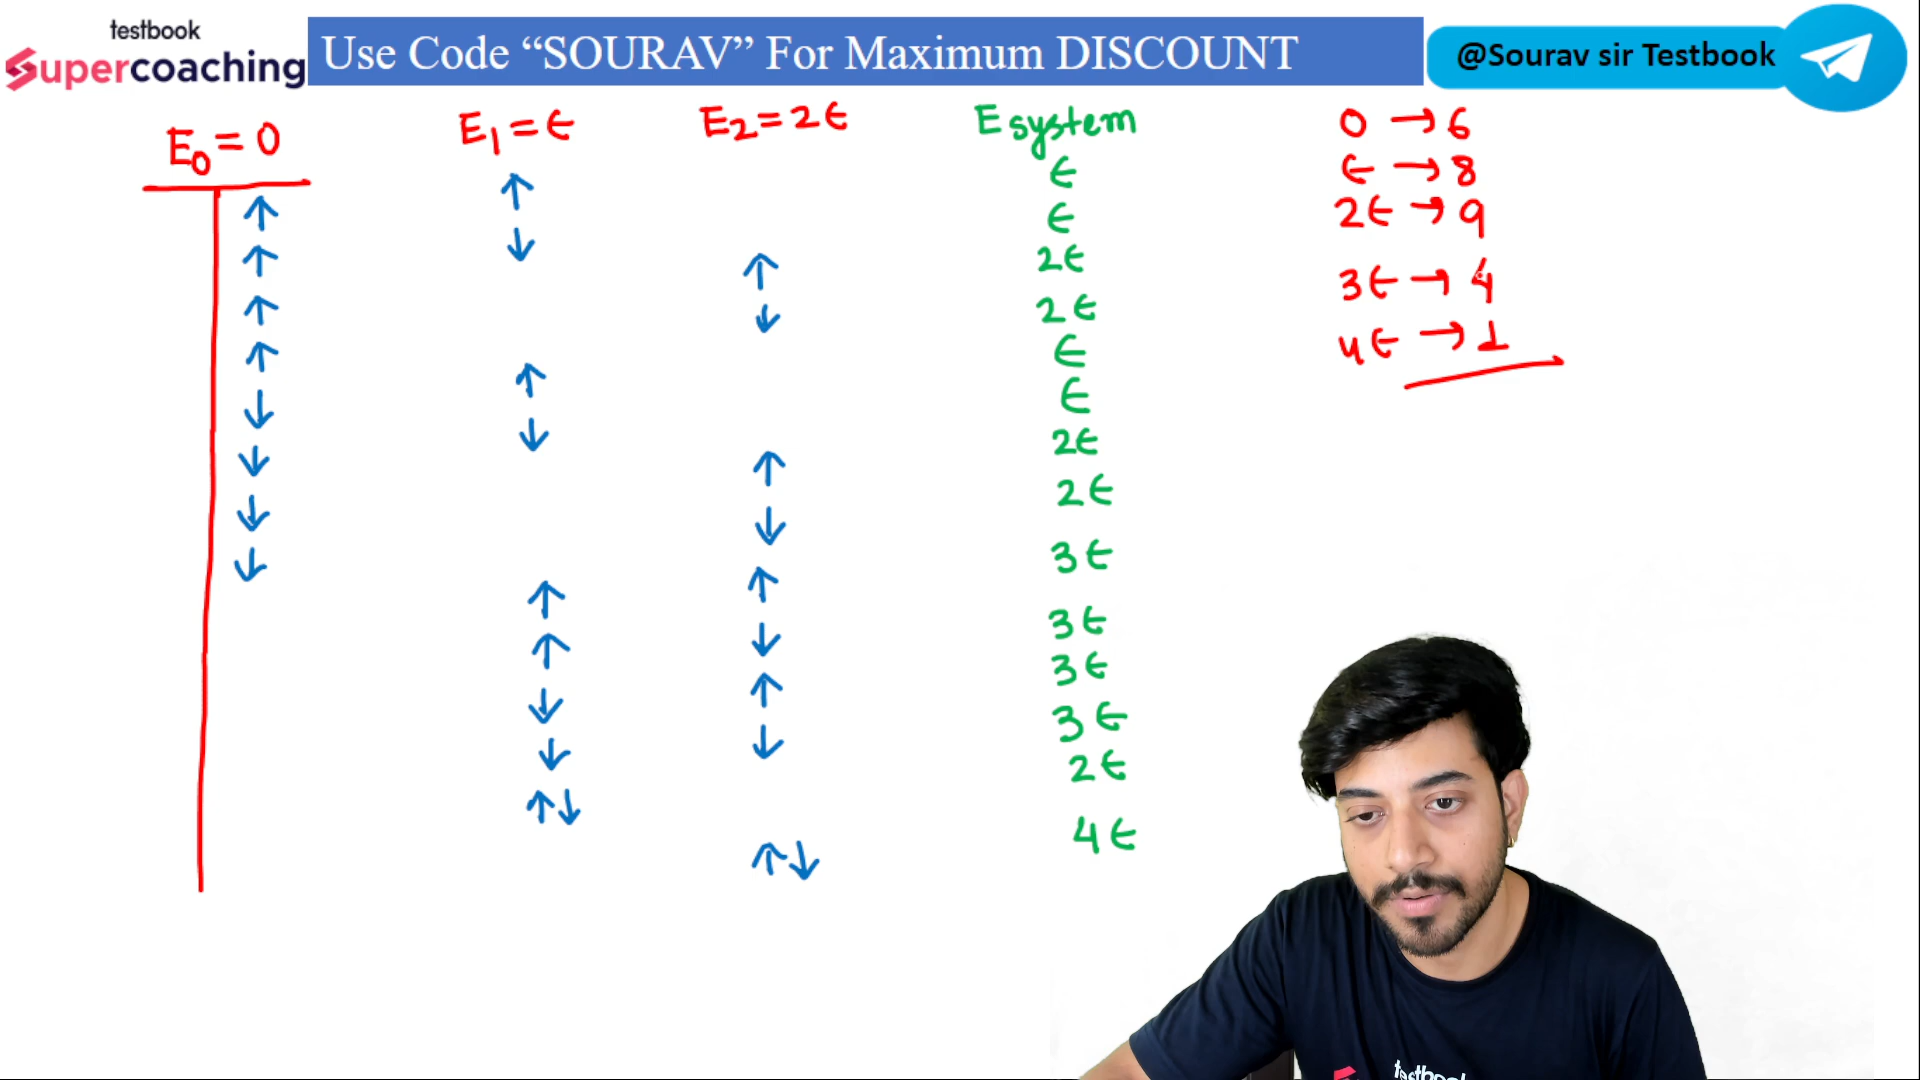 testbook
Supercoaching
Use Code “SOURAV” For Maximum DISCOUNT
@Sourav sir Testbook
E₀ = 0
E₁ = ϵ
E₂ = 2ϵ
E system
ϵ
ϵ
2ϵ
2ϵ
ϵ
ϵ
2ϵ
2ϵ
3ϵ
3ϵ
3ϵ
3ϵ
2ϵ
4ϵ
↑
↑
↑
↑
↓
↓
↓
↓
↑
↓
↑
↓
↑
↑
↓
↓
↑↓
↑
↓
↑
↓
↑
↓
↑
↓
↑↓
0 → 6
ϵ → 8
2ϵ → 9
3ϵ → 4
4ϵ → 1